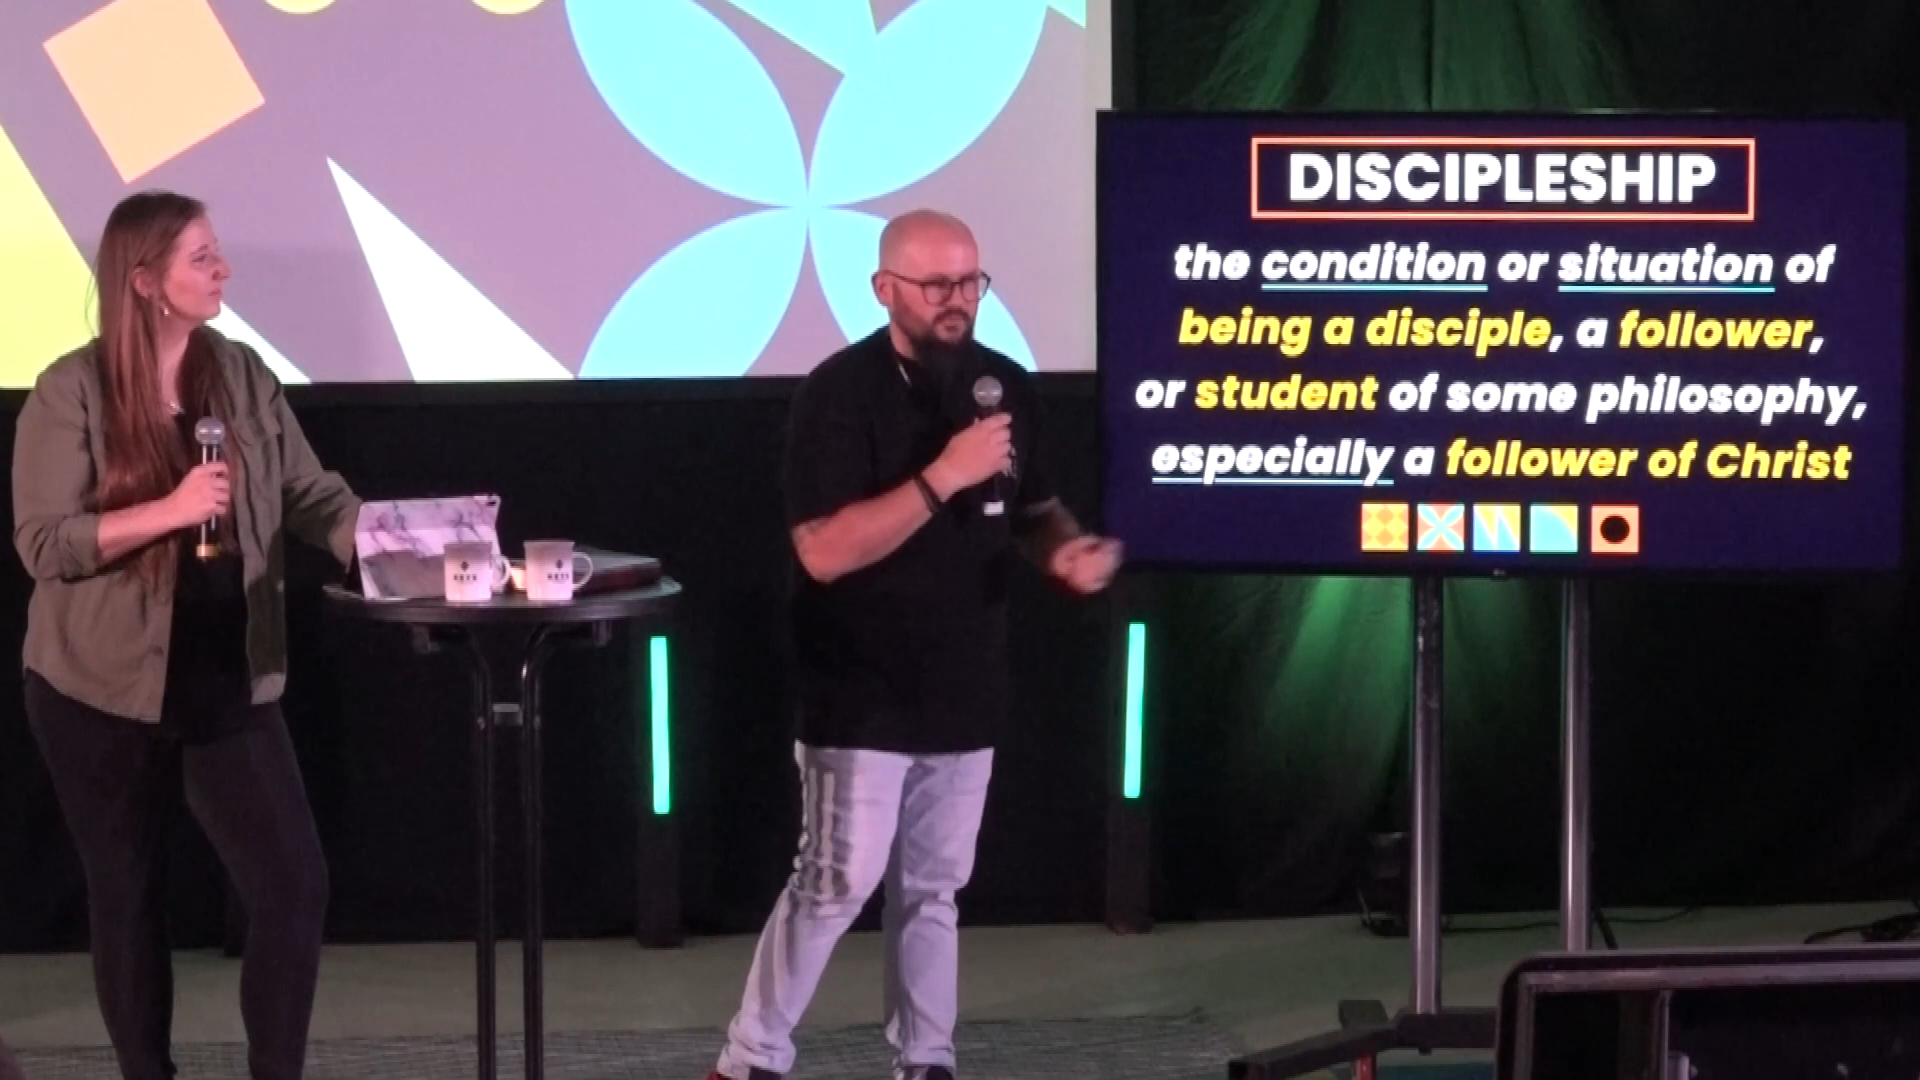 DISCIPLESHIP
the condition or situation of
being a disciple, a follower,
or student of some philosophy,
especially a follower of Christ